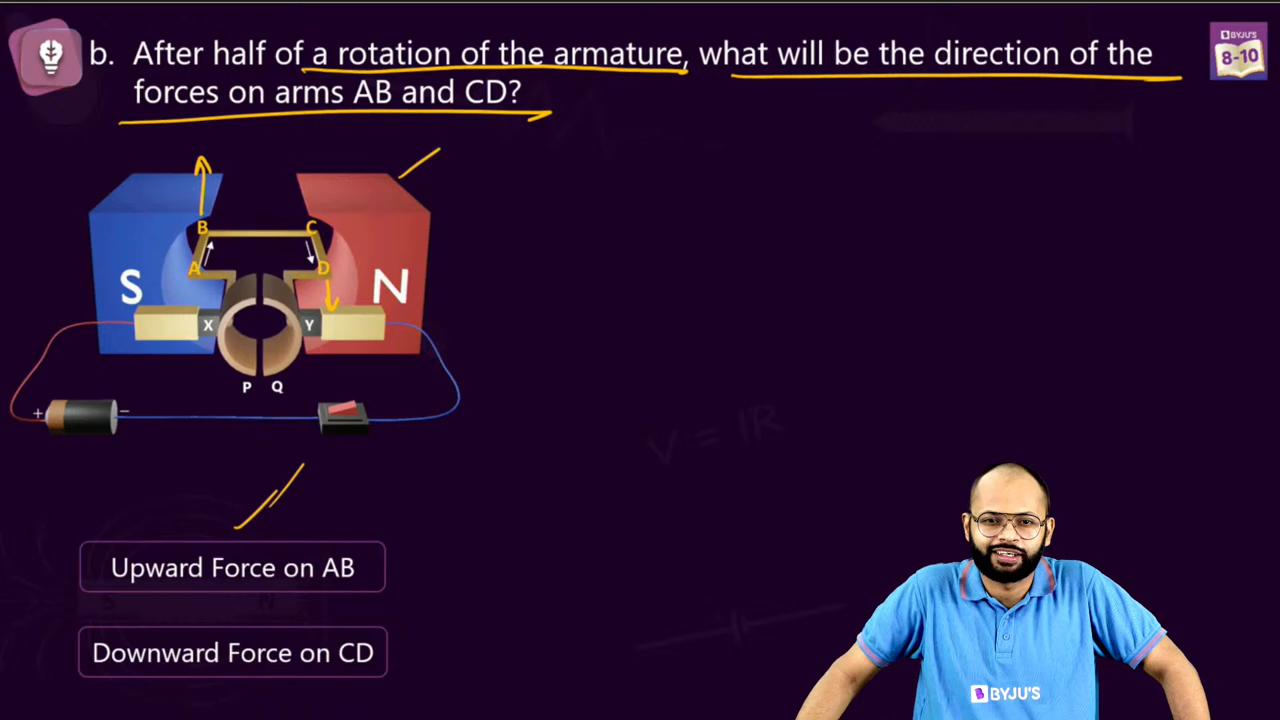 b. After half of a rotation of the armature, what will be the direction of the
forces on arms AB and CD?
BYJU'S
8-10
B
C
A
D
S
N
X
Y
P Q
+
−
V = IR
Upward Force on AB
Downward Force on CD
BYJU'S